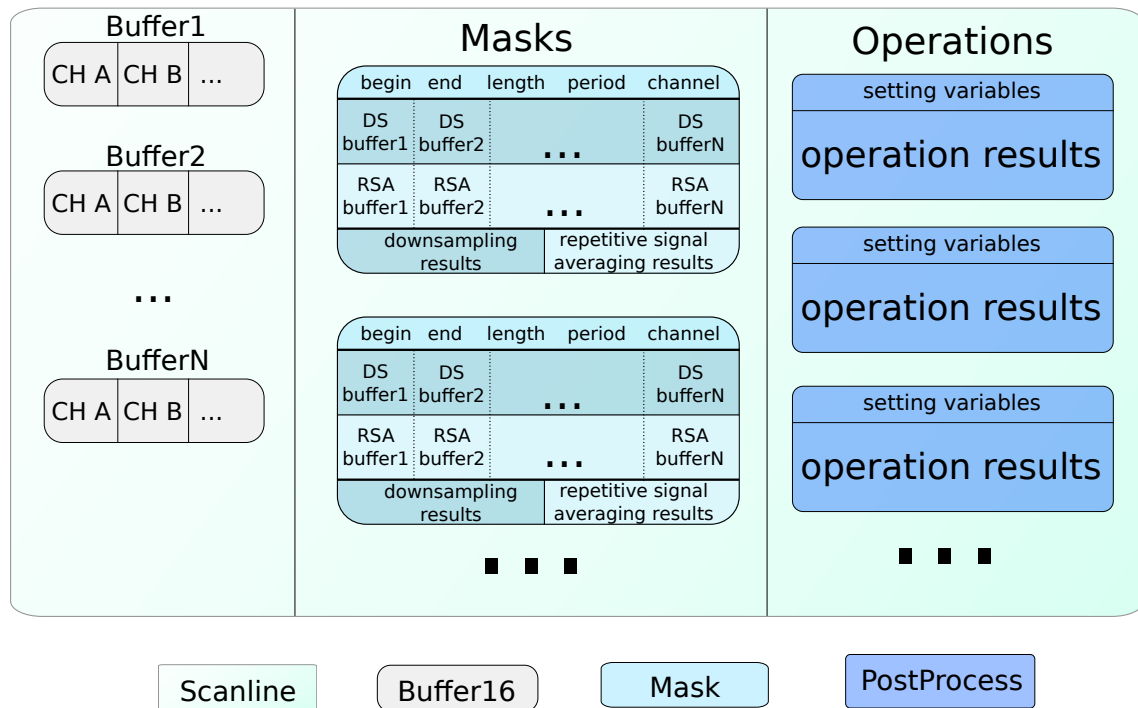 Buffer1
CH A CH B ...
Buffer2
CH A CH B ...
...
BufferN
CH A CH B ...
Masks
begin end length period channel
DS DS DS
buffer1 buffer2 ... bufferN
RSA RSA RSA
buffer1 buffer2 ... bufferN
downsampling repetitive signal
results averaging results
begin end length period channel
DS DS DS
buffer1 buffer2 ... bufferN
RSA RSA RSA
buffer1 buffer2 ... bufferN
downsampling repetitive signal
results averaging results
...
Operations
setting variables
operation results
setting variables
operation results
setting variables
operation results
...
Scanline Buffer16 Mask PostProcess